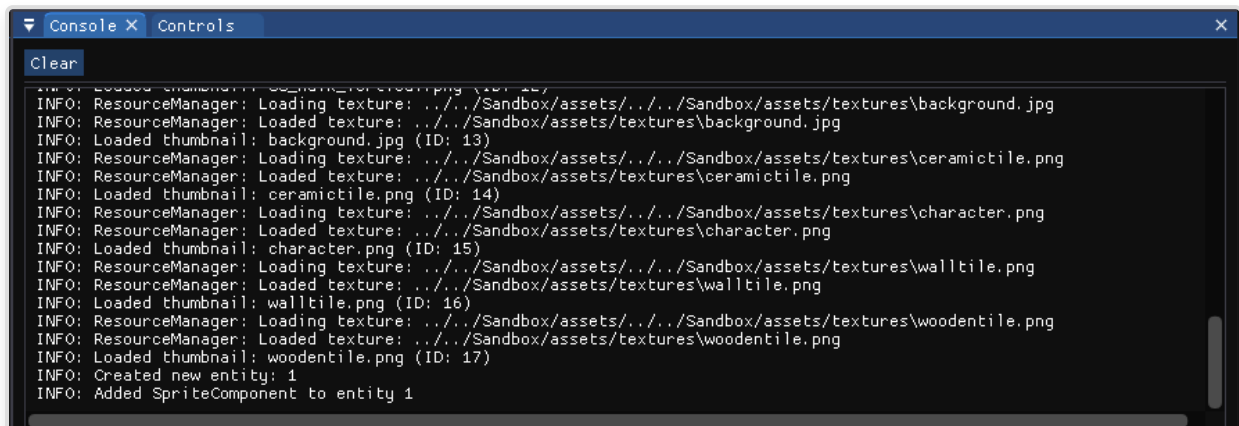 Console Controls
Clear
INFO: Loaded thumbnail: (ID: 12)
INFO: ResourceManager: Loading texture: ../../Sandbox/assets/../../Sandbox/assets/textures\background.jpg
INFO: ResourceManager: Loaded texture: ../../Sandbox/assets/textures\background.jpg
INFO: Loaded thumbnail: background.jpg (ID: 13)
INFO: ResourceManager: Loading texture: ../../Sandbox/assets/../../Sandbox/assets/textures\ceramictile.png
INFO: ResourceManager: Loaded texture: ../../Sandbox/assets/textures\ceramictile.png
INFO: Loaded thumbnail: ceramictile.png (ID: 14)
INFO: ResourceManager: Loading texture: ../../Sandbox/assets/../../Sandbox/assets/textures\character.png
INFO: ResourceManager: Loaded texture: ../../Sandbox/assets/textures\character.png
INFO: Loaded thumbnail: character.png (ID: 15)
INFO: ResourceManager: Loading texture: ../../Sandbox/assets/../../Sandbox/assets/textures\walltile.png
INFO: ResourceManager: Loaded texture: ../../Sandbox/assets/textures\walltile.png
INFO: Loaded thumbnail: walltile.png (ID: 16)
INFO: ResourceManager: Loading texture: ../../Sandbox/assets/../../Sandbox/assets/textures\woodentile.png
INFO: ResourceManager: Loaded texture: ../../Sandbox/assets/textures\woodentile.png
INFO: Loaded thumbnail: woodentile.png (ID: 17)
INFO: Created new entity: 1
INFO: Added SpriteComponent to entity 1